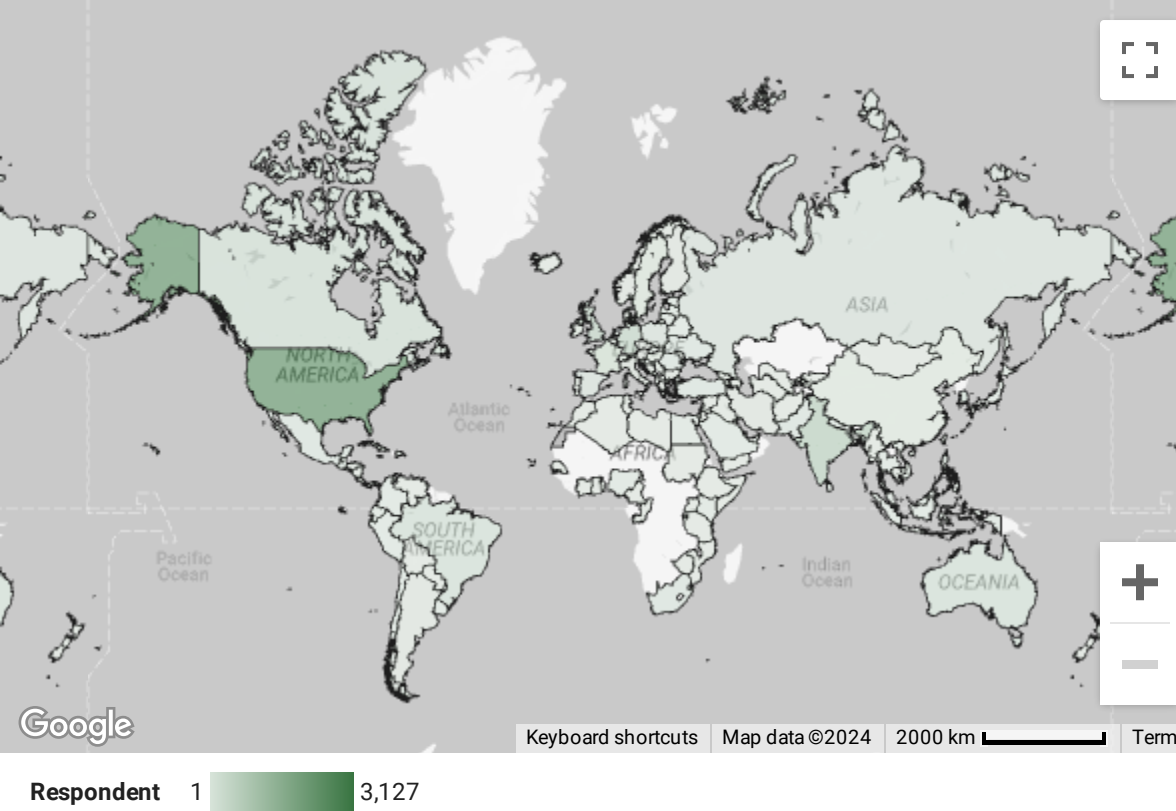 ASIA
NORTH
AMERICA
Atlantic
Ocean
AFRICA
SOUTH
AMERICA
Pacific
Ocean
Indian
Ocean
OCEANIA
Google
Keyboard shortcuts
Map data ©2024
2000 km
Term
Respondent 1 3,127